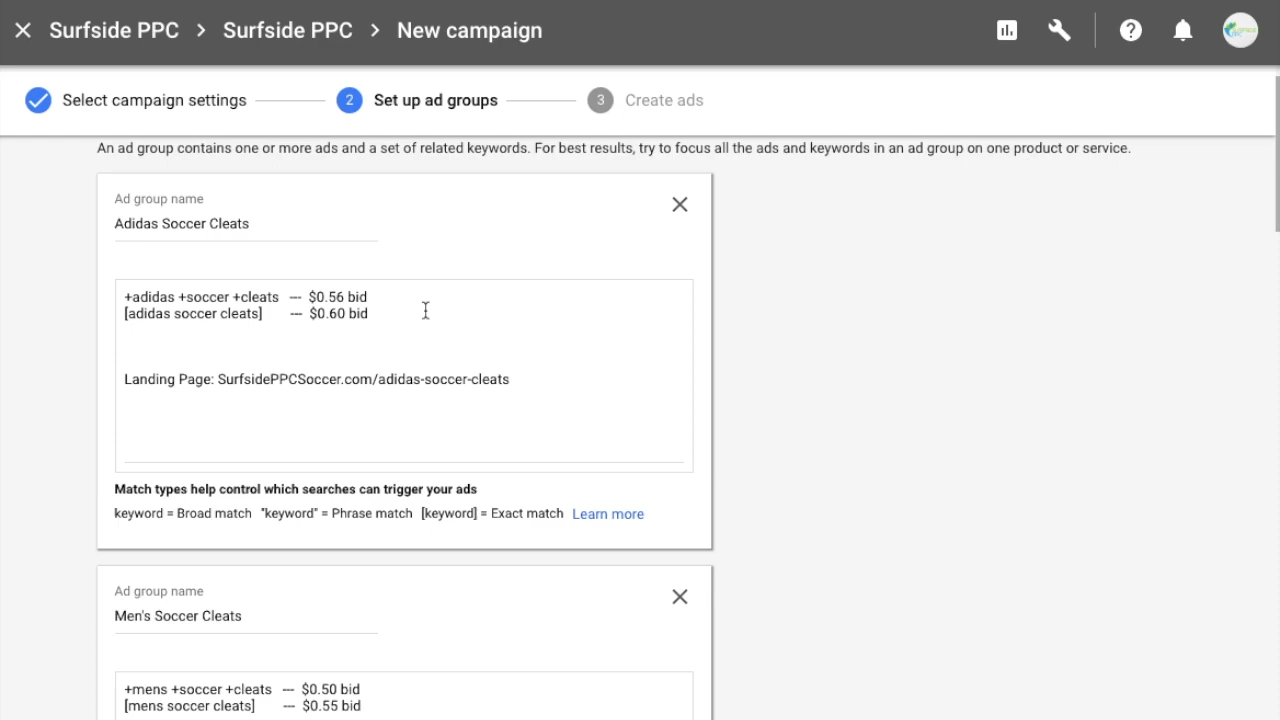 Surfside PPC > Surfside PPC > New campaign
Select campaign settings 2 Set up ad groups 3 Create ads
An ad group contains one or more ads and a set of related keywords. For best results, try to focus all the ads and keywords in an ad group on one product or service.
Ad group name
Adidas Soccer Cleats
+adidas +soccer +cleats --- $0.56 bid
[adidas soccer cleats] --- $0.60 bid
Landing Page: SurfsidePPCSoccer.com/adidas-soccer-cleats
Match types help control which searches can trigger your ads
keyword = Broad match "keyword" = Phrase match [keyword] = Exact match Learn more
Ad group name
Men's Soccer Cleats
+mens +soccer +cleats --- $0.50 bid
[mens soccer cleats] --- $0.55 bid